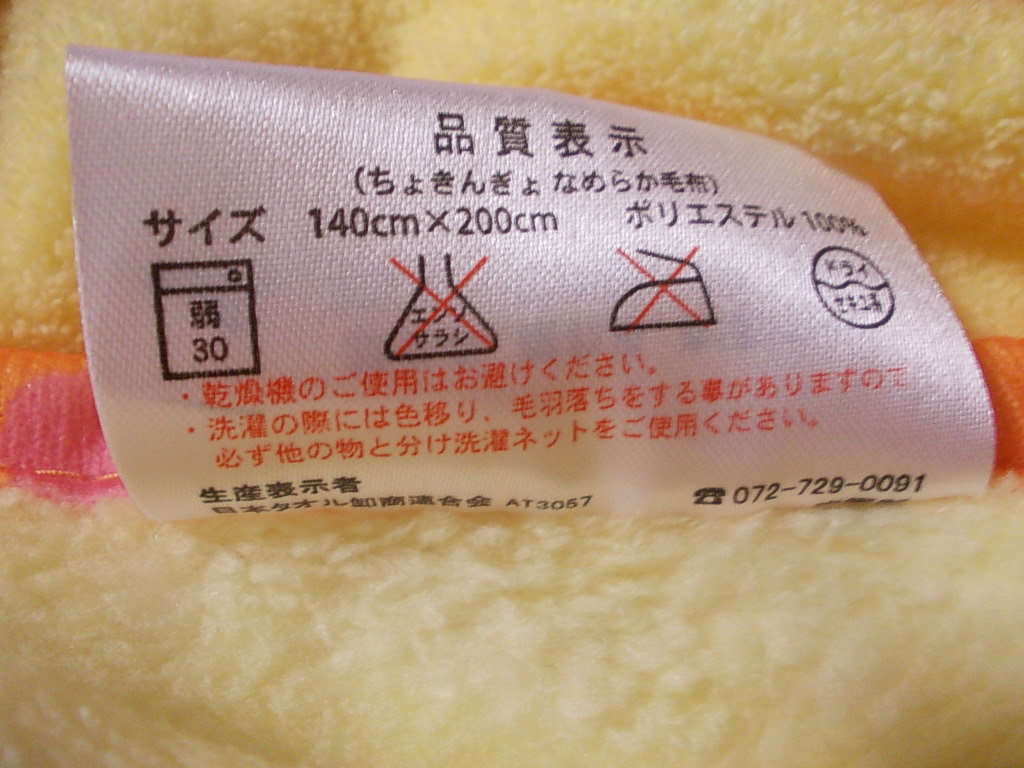 品質表示
(ちょきんぎょ なめらか毛布)
サイズ 140cm×200cm ポリエステル 100%
弱 30
エンソ サラシ
ドライ セキユ系
・乾燥機のご使用はお避けください。
・洗濯の際には色移り、毛羽落ちをする事がありますので
必ず他の物と分け洗濯ネットをご使用ください。
生産表示者
日本タオル卸商連合会 AT3057 ☎072-729-0091